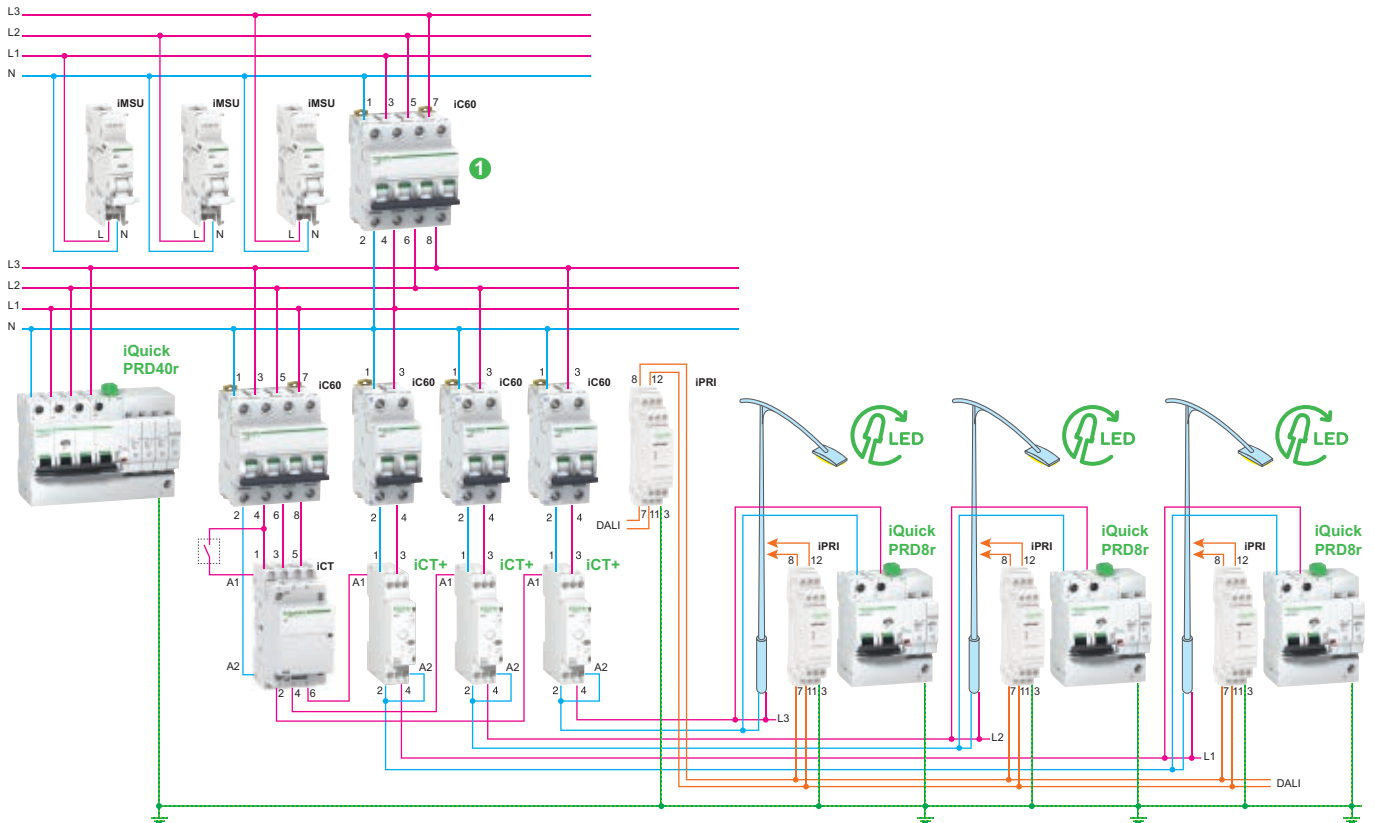 L3
L2
L1
N
iMSU
iMSU
iMSU
1 3 5 7
iC60
1
L N
L N
L N
2 4 6 8
L3
L2
L1
N
iQuick
PRD40r
1 3 5 7
iC60
1 3
iC60
1 3
iC60
1 3
iC60
8 12
iPRI
LED
LED
LED
2 4 6 8
2 4
2 4
2 4
DALI
7 11 3
iQuick
PRD8r
iQuick
PRD8r
iQuick
PRD8r
1 3 5
iCT
A1
A1
1 3
iCT+
A1
1 3
iCT+
A1
1 3
iCT+
iPRI
8 12
iPRI
8 12
iPRI
8 12
A2
A2
A2
A2
2 4 6
2 4
2 4
2 4
7 11 3
7 11 3
7 11 3
L3
L2
L1
DALI